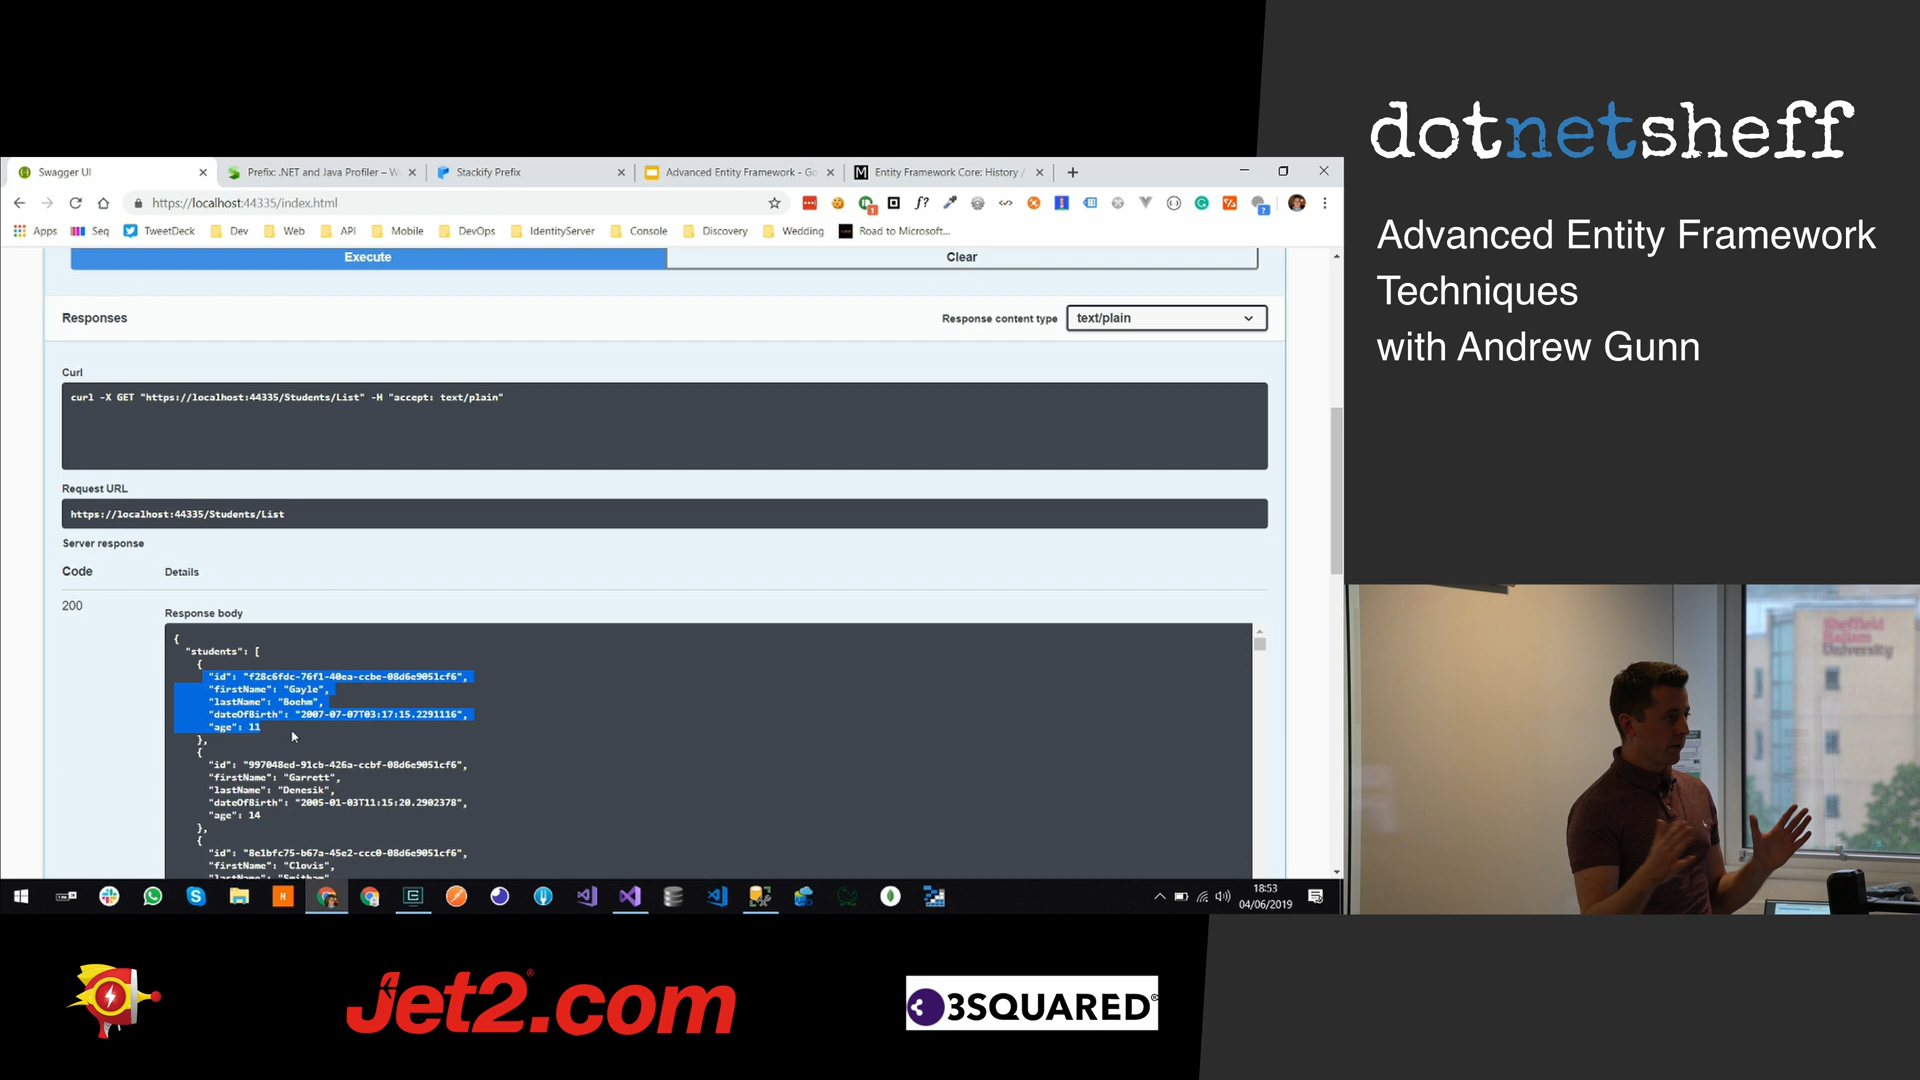 dotnetsheff
Advanced Entity Framework
Techniques
with Andrew Gunn
Swagger UI
Prefix: .NET and Java Profiler – W
Stackify Prefix
Advanced Entity Framework - Go
Entity Framework Core: History /
https://localhost:44335/index.html
Apps
Seq
TweetDeck
Dev
Web
API
Mobile
DevOps
IdentityServer
Console
Discovery
Wedding
Road to Microsoft...
Execute
Clear
Responses
Response content type
text/plain
Curl
curl -X GET "https://localhost:44335/Students/List" -H "accept: text/plain"
Request URL
https://localhost:44335/Students/List
Server response
Code
Details
200
Response body
{
"students": [
{
"id": "f28c6fdc-76f1-40ea-ccbe-08d6e9051cf6",
"firstName": "Gayle",
"lastName": "Boehm",
"dateOfBirth": "2007-07-07T03:17:15.2291116",
"age": 11
},
{
"id": "997048ed-91cb-426a-ccbf-08d6e9051cf6",
"firstName": "Garrett",
"lastName": "Denesik",
"dateOfBirth": "2005-01-03T11:15:20.2902378",
"age": 14
},
{
"id": "8e1bfc75-b67a-45e2-ccc0-08d6e9051cf6",
"firstName": "Clovis",
"lastName": "Smitham",
18:53
04/06/2019
Sheffield
Hallam
University
Jet2.com
3SQUARED